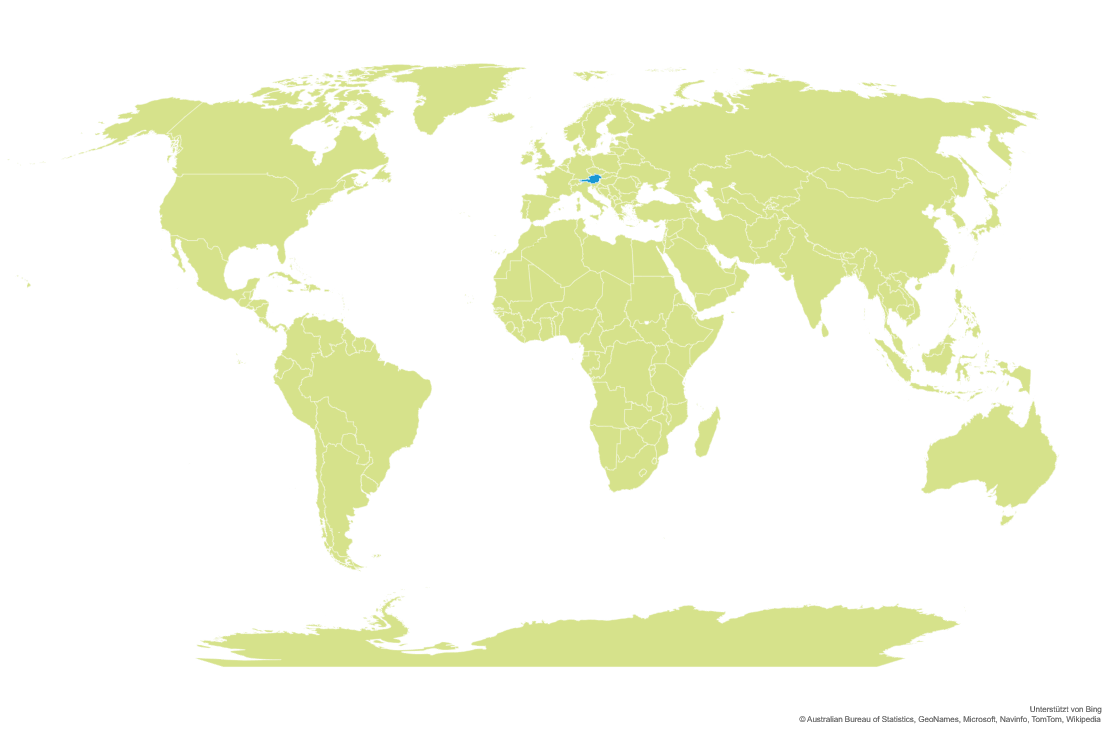 Unterstützt von Bing
© Australian Bureau of Statistics, GeoNames, Microsoft, Navinfo, TomTom, Wikipedia